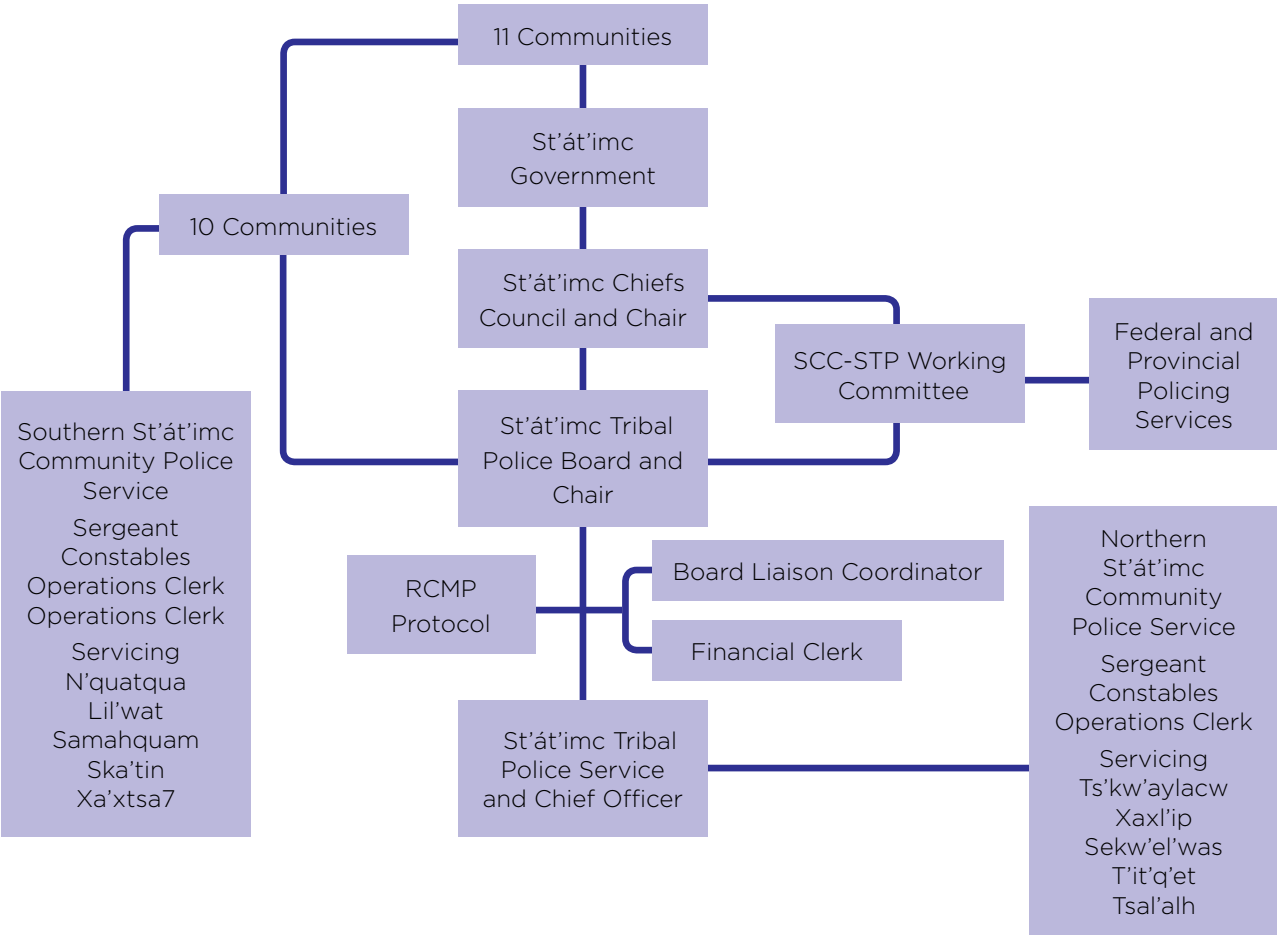 11 Communities
St’át’imc
Government
10 Communities
St’át’imc Chiefs
Council and Chair
SCC-STP Working
Committee
Federal and
Provincial
Policing
Services
St’át’imc Tribal
Police Board and
Chair
Southern St’át’imc
Community Police
Service
Sergeant
Constables
Operations Clerk
Operations Clerk
Servicing
N’quatqua
Lil’wat
Samahquam
Ska’tin
Xa’xtsa7
RCMP
Protocol
Board Liaison Coordinator
Financial Clerk
St’át’imc Tribal
Police Service
and Chief Officer
Northern
St’át’imc
Community
Police Service
Sergeant
Constables
Operations Clerk
Servicing
Ts’kw’aylacw
Xaxl’ip
Sekw’el’was
T’it’q’et
Tsal’alh